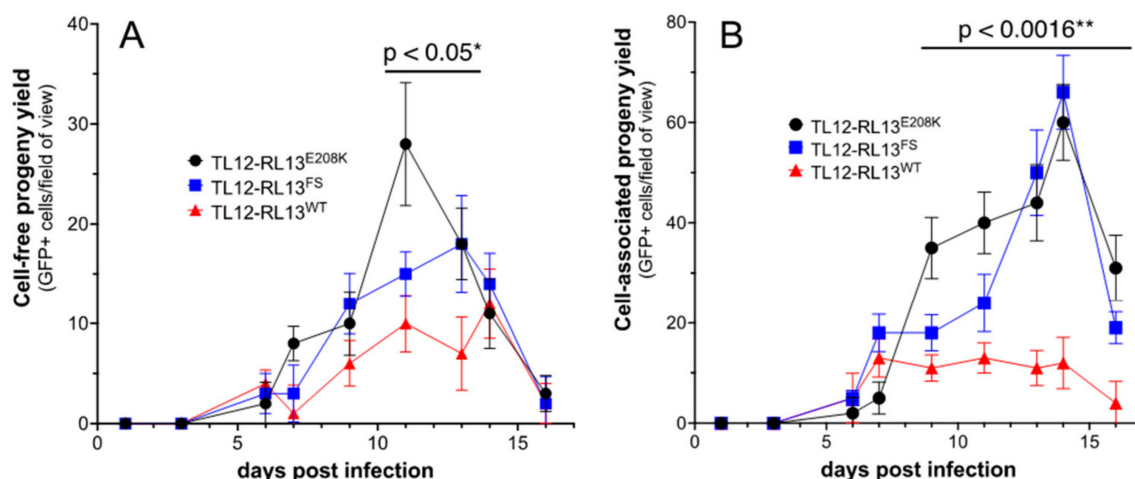 A
p < 0.05*
Cell-free progeny yield
(GFP+ cells/field of view)
40
30
20
10
0
TL12-RL13E208K
TL12-RL13FS
TL12-RL13WT
0 5 10 15
days post infection
B
p < 0.0016**
Cell-associated progeny yield
(GFP+ cells/field of view)
80
60
40
20
0
TL12-RL13E208K
TL12-RL13FS
TL12-RL13WT
0 5 10 15
days post infection